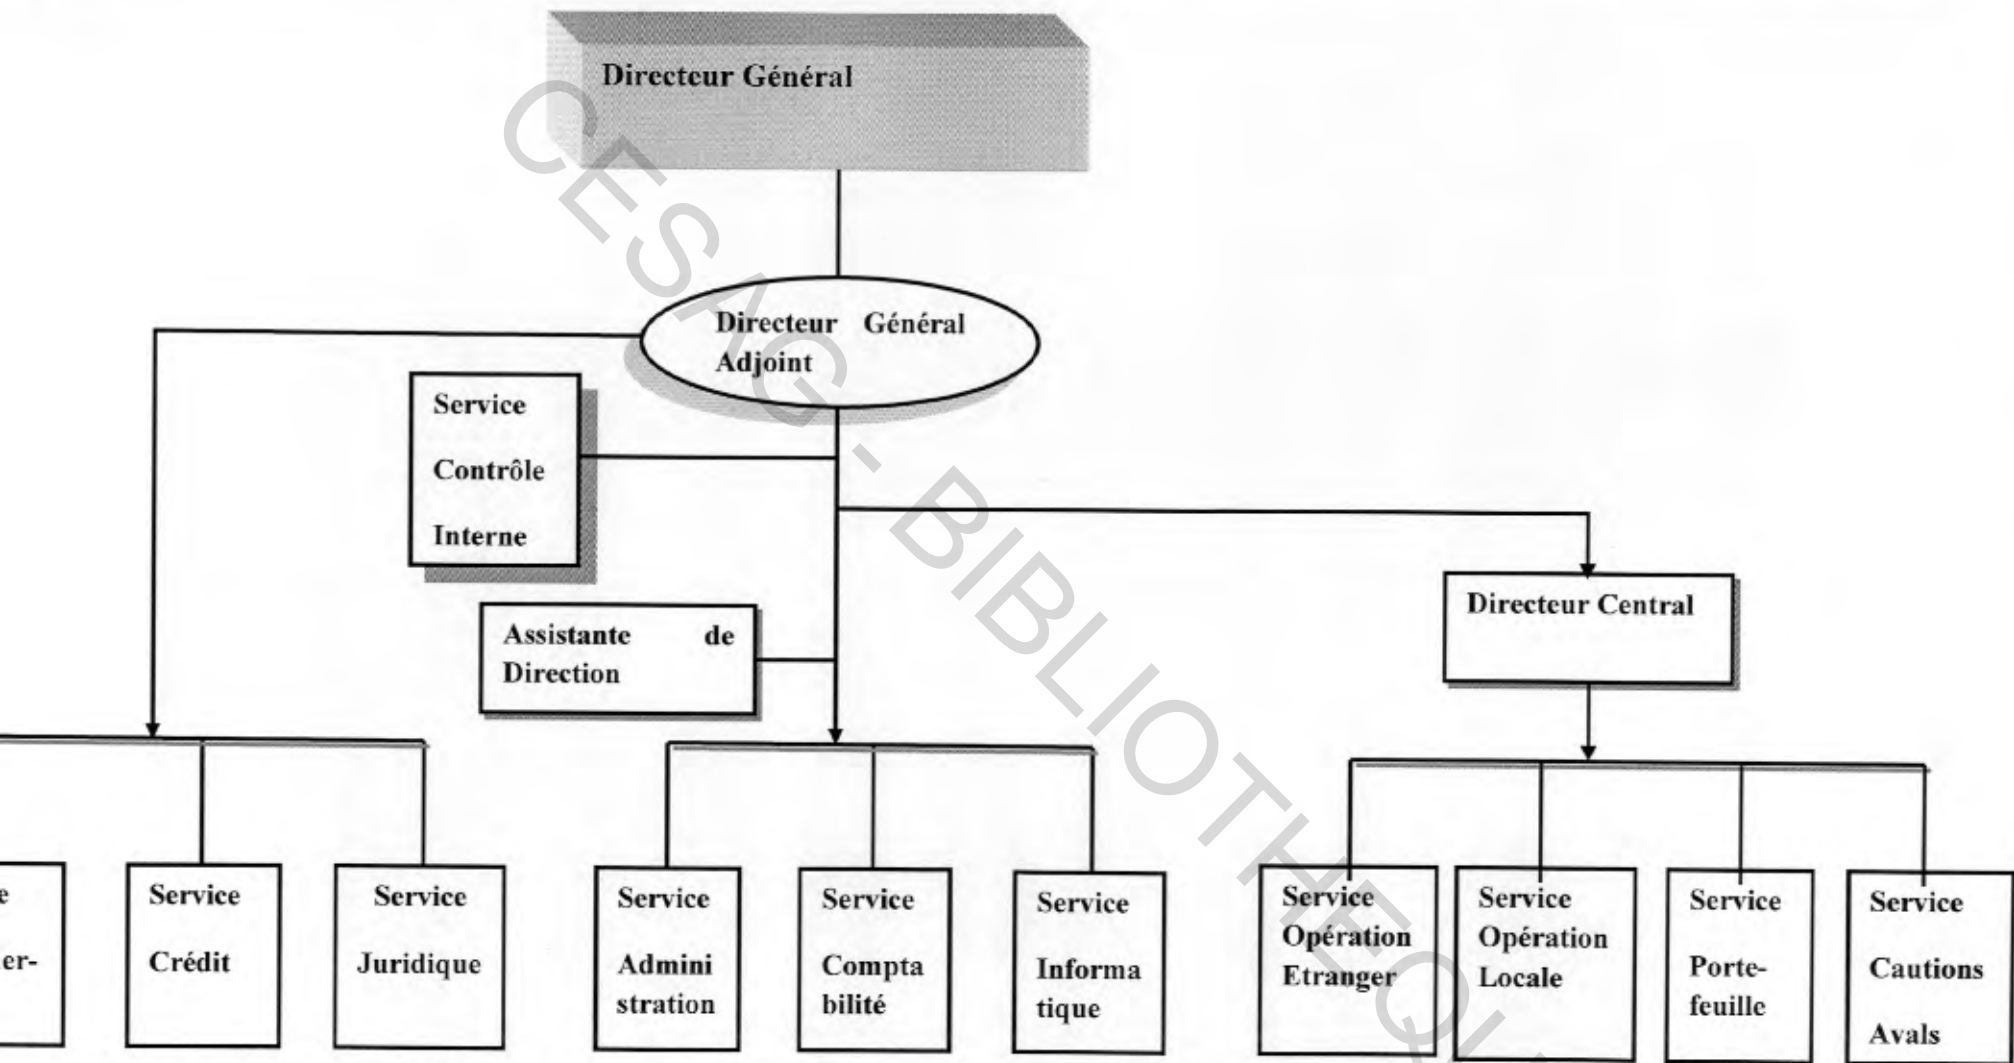 Directeur Général
Directeur Général
Adjoint
Service
Contrôle
Interne
Assistante de
Direction
Directeur Central
Service
Crédit
Service
Juridique
Service
Admini
stration
Service
Compta
bilité
Service
Informa
tique
Service
Opération
Etranger
Service
Opération
Locale
Service
Porte-
feuille
Service
Cautions
Avals
CESAG - BIBLIOTHEQU